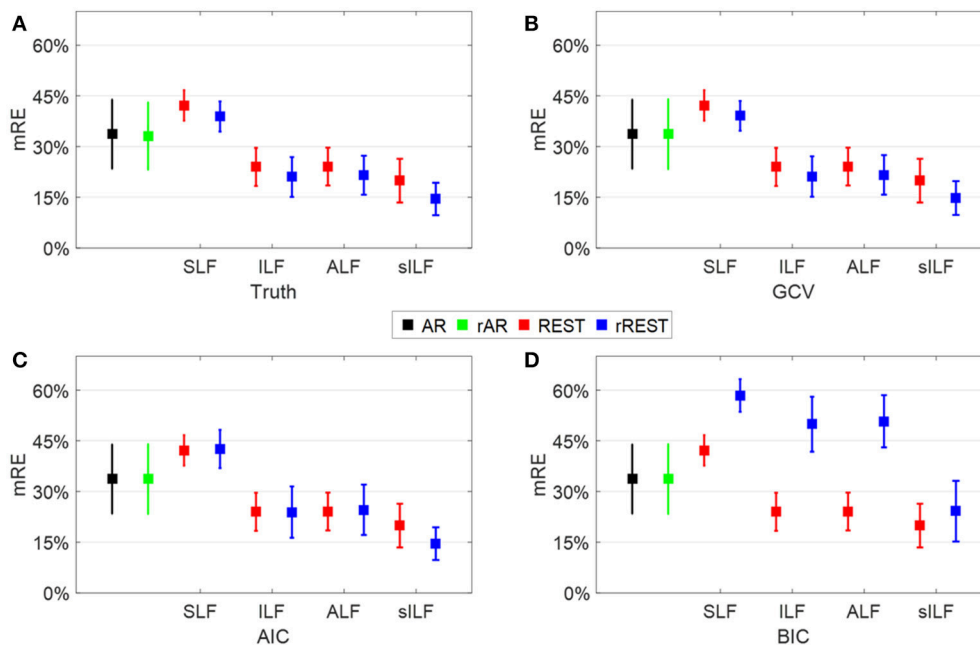 A
mRE
60%
45%
30%
15%
0%
SLF ILF ALF sILF
Truth
B
mRE
60%
45%
30%
15%
0%
SLF ILF ALF sILF
GCV
AR rAR REST rREST
C
mRE
60%
45%
30%
15%
0%
SLF ILF ALF sILF
AIC
D
mRE
60%
45%
30%
15%
0%
SLF ILF ALF sILF
BIC